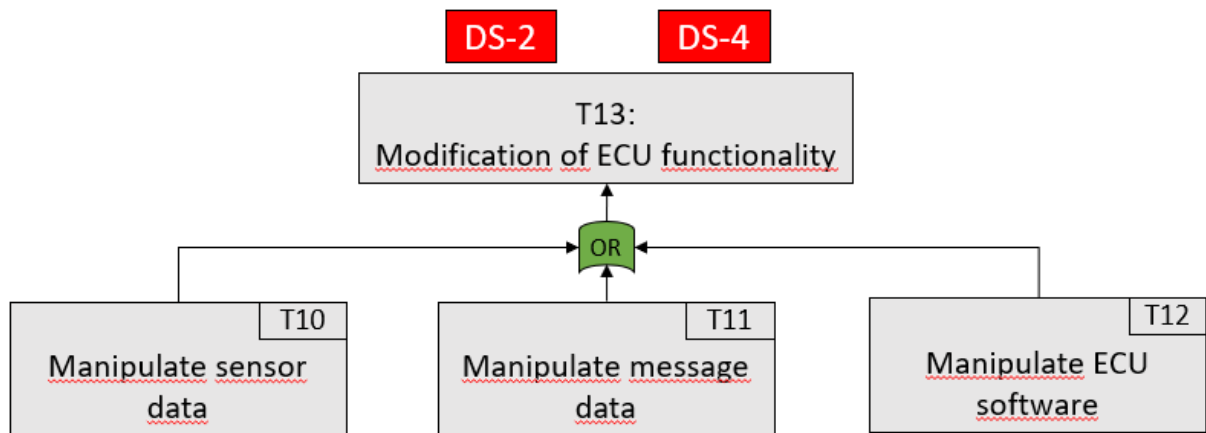 DS-2 DS-4
T13:
Modification of ECU functionality
OR
T10
Manipulate sensor
data
T11
Manipulate message
data
T12
Manipulate ECU
software